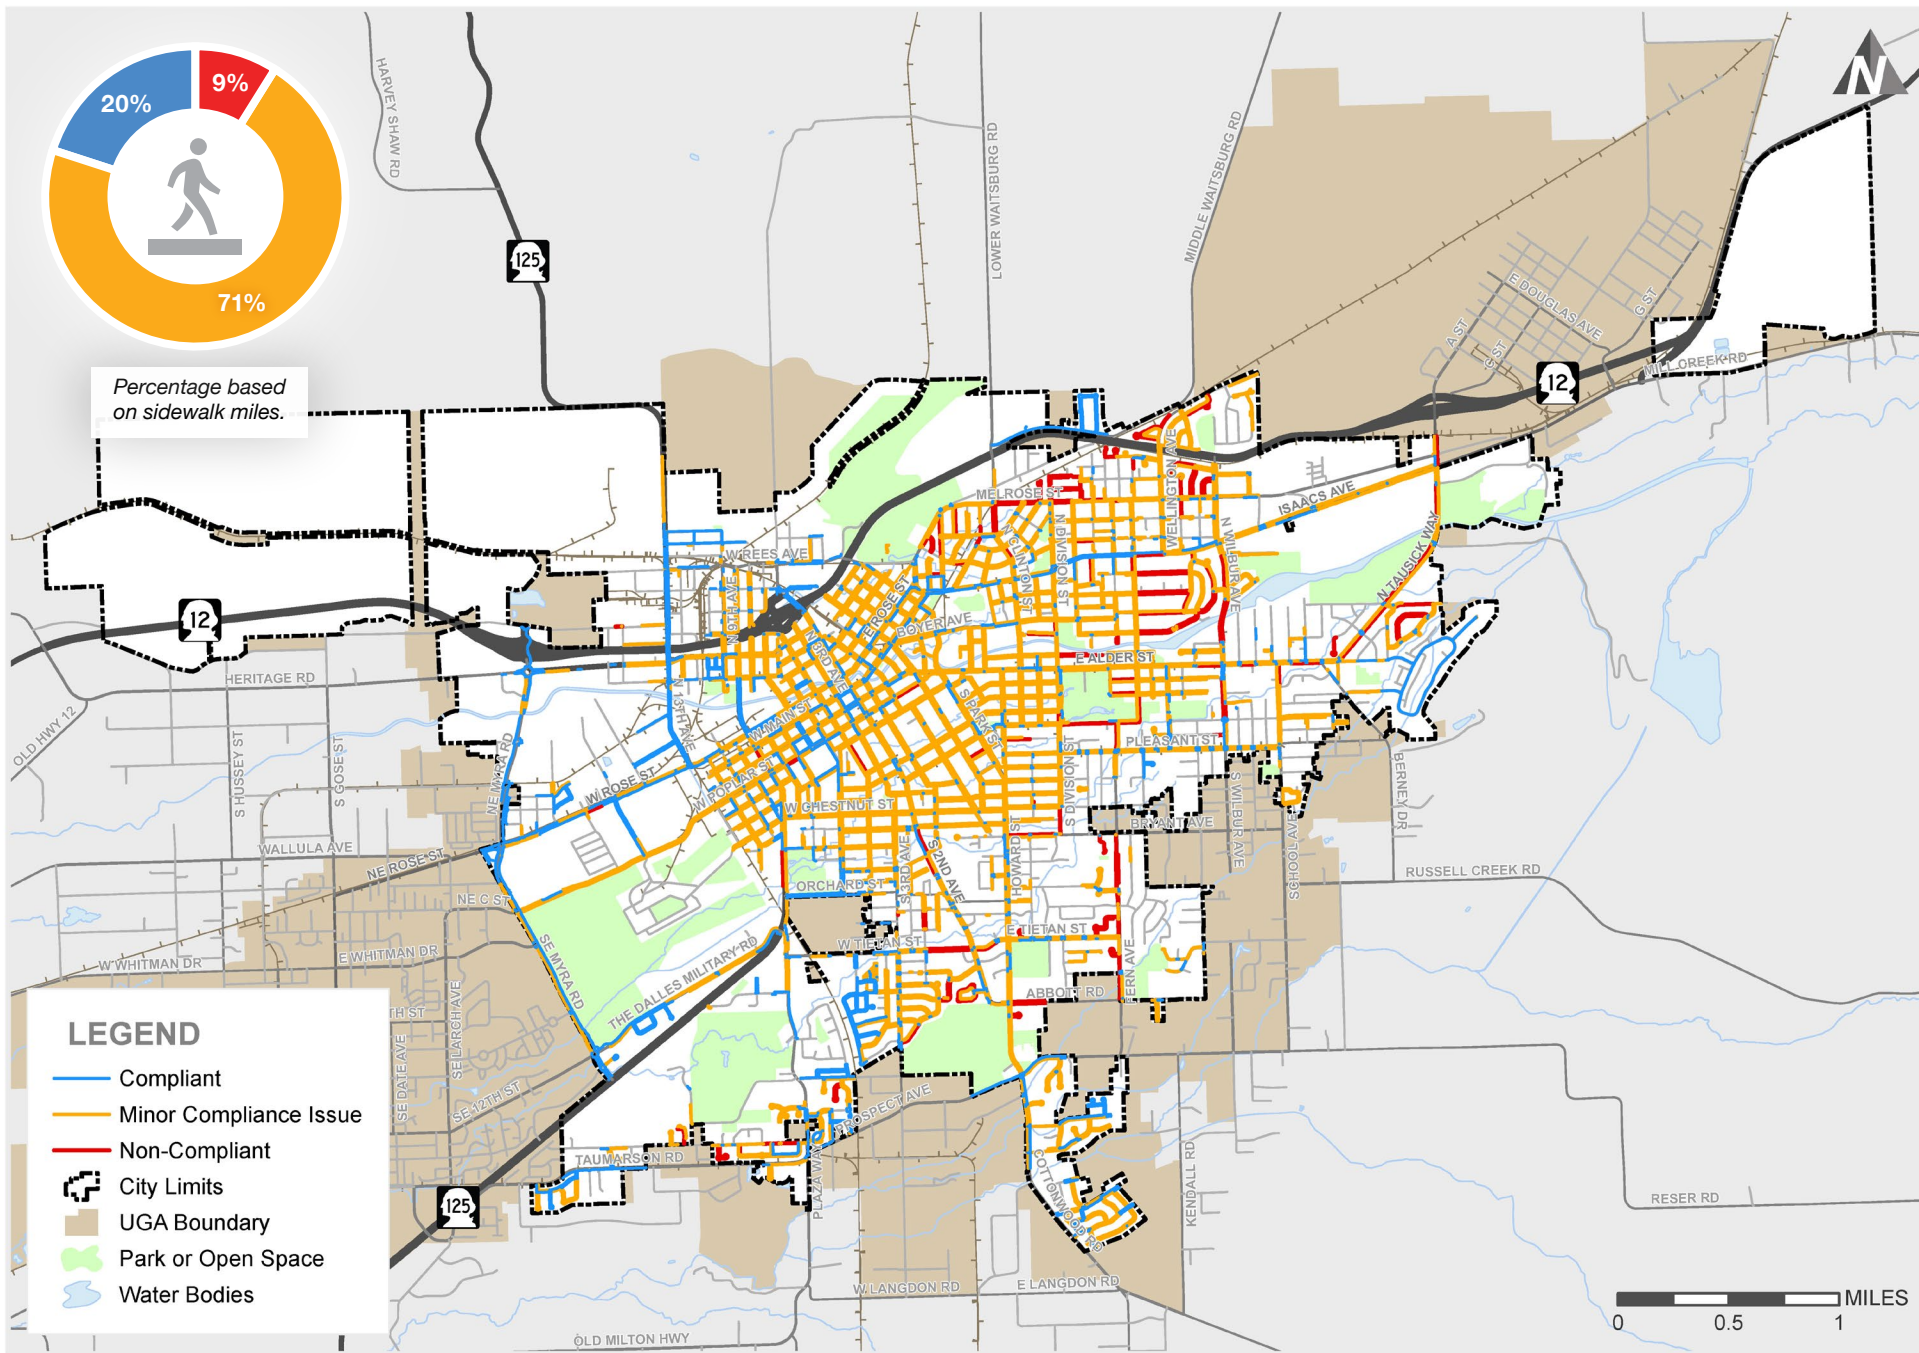 20%
9%
71%
Percentage based
on sidewalk miles.
HARVEY SHAW RD
125
LOWER WAITSBURG RD
MIDDLE WAITSBURG RD
N
E DOUGLAS AVE
A ST
C ST
G ST
12
MILL CREEK RD
MELROSE ST
WELLINGTON AVE
ISAACS AVE
N WILBUR AVE
N TAUSICK WAY
N CLINTON ST
N DIVISION ST
W REES AVE
N 9TH AVE
E ROSE ST
BOYER AVE
N 3RD AVE
E ALDER ST
12
HERITAGE RD
OLD HWY 12
S HUSSEY ST
S GOSE ST
NE MYRA RD
N 13TH AVE
W MAIN ST
S PARK ST
PLEASANT ST
W ROSE ST
W POPLAR ST
W CHESTNUT ST
S DIVISION ST
S WILBUR AVE
BERNEY DR
BRYANT AVE
WALLULA AVE
NE ROSE ST
NE C ST
ORCHARD ST
S 3RD AVE
S 2ND AVE
HOWARD ST
SCHOOL AVE
RUSSELL CREEK RD
W WHITMAN DR
E WHITMAN DR
SE MYRA RD
THE DALLES MILITARY RD
W TIETAN ST
E TIETAN ST
FERN AVE
ABBOTT RD
TH ST
SE LARCH AVE
SE DATE AVE
SE 12TH ST
PROSPECT AVE
TAUMARSON RD
PLAZA WAY
COTTONWOOD RD
KENDALL RD
RESER RD
125
W LANGDON RD
E LANGDON RD
OLD MILTON HWY
LEGEND
Compliant
Minor Compliance Issue
Non-Compliant
City Limits
UGA Boundary
Park or Open Space
Water Bodies
MILES
0
0.5
1